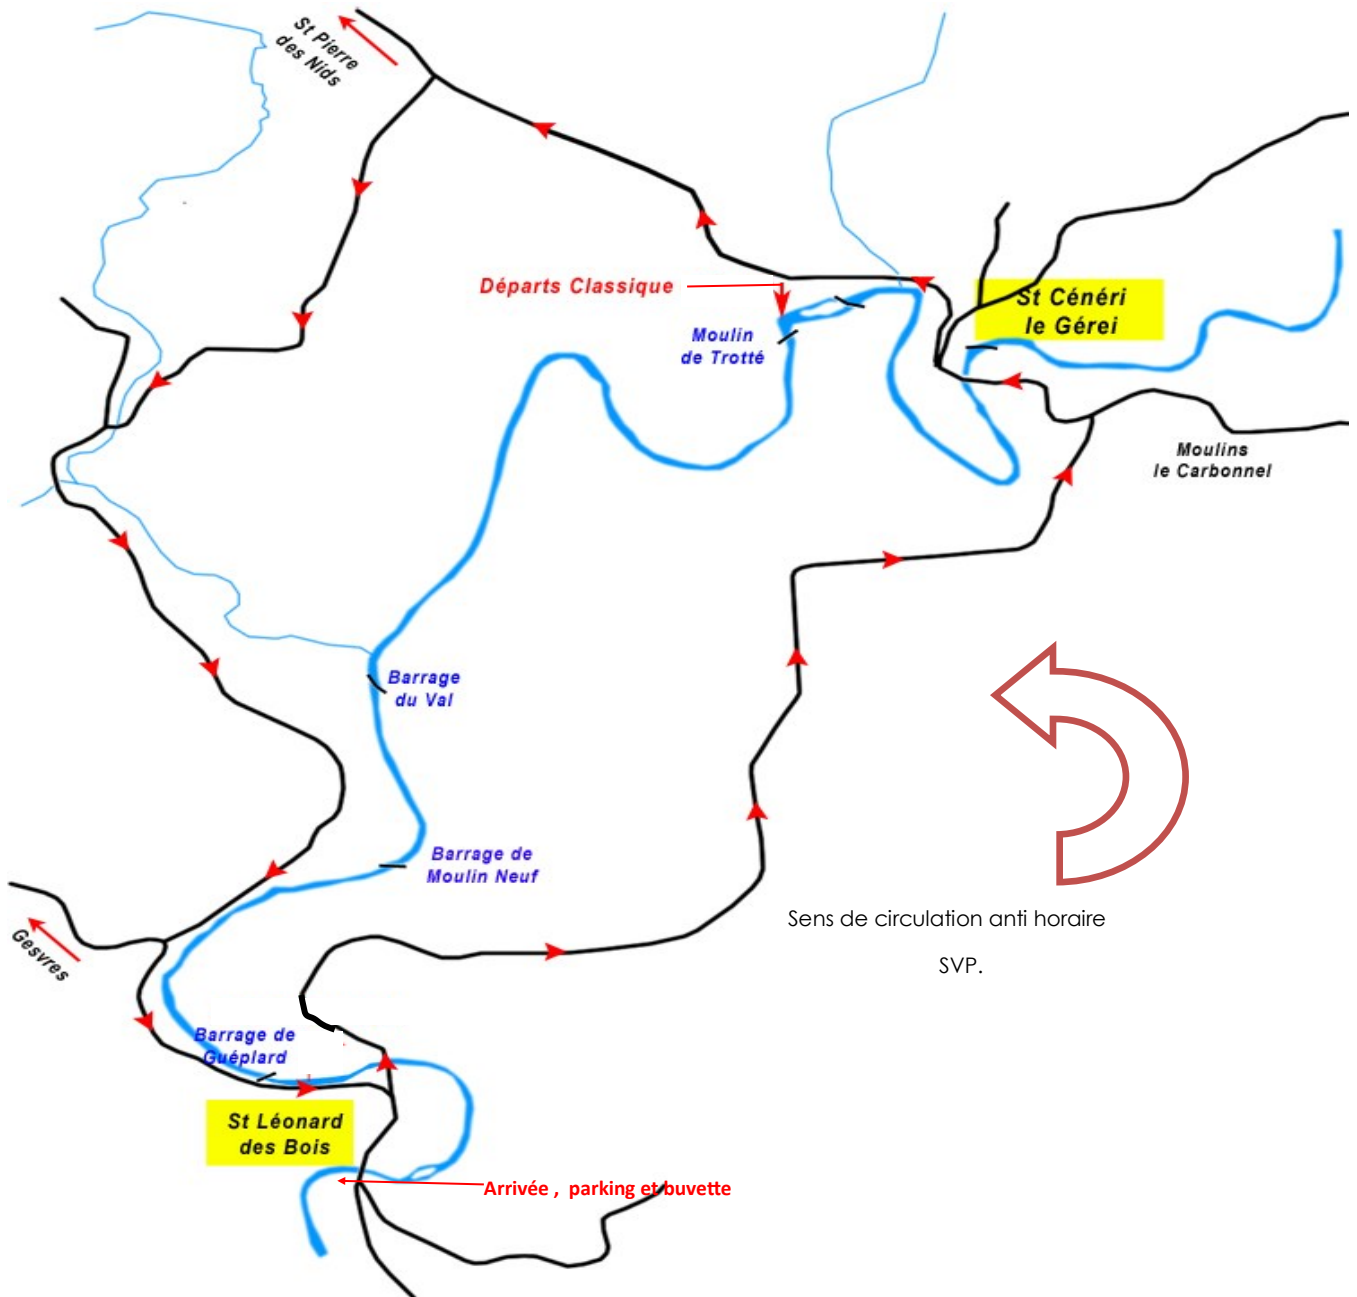 St Pierre
des Nids
Départs Classique
St Cénéri
le Gérei
Moulin
de Trotté
Moulins
le Carbonnel
Barrage
du Val
Barrage de
Moulin Neuf
Sens de circulation anti horaire
SVP.
Gesvres
Barrage de
Guéplard
St Léonard
des Bois
Arrivée , parking et buvette